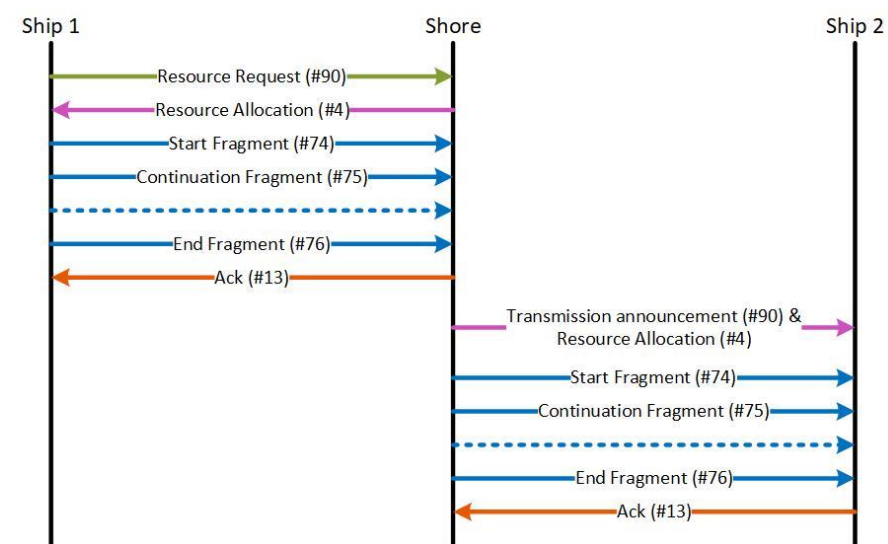 Ship 1
Shore
Ship 2
Resource Request (#90)
Resource Allocation (#4)
Start Fragment (#74)
Continuation Fragment (#75)
End Fragment (#76)
Ack (#13)
Transmission announcement (#90) &
Resource Allocation (#4)
Start Fragment (#74)
Continuation Fragment (#75)
End Fragment (#76)
Ack (#13)